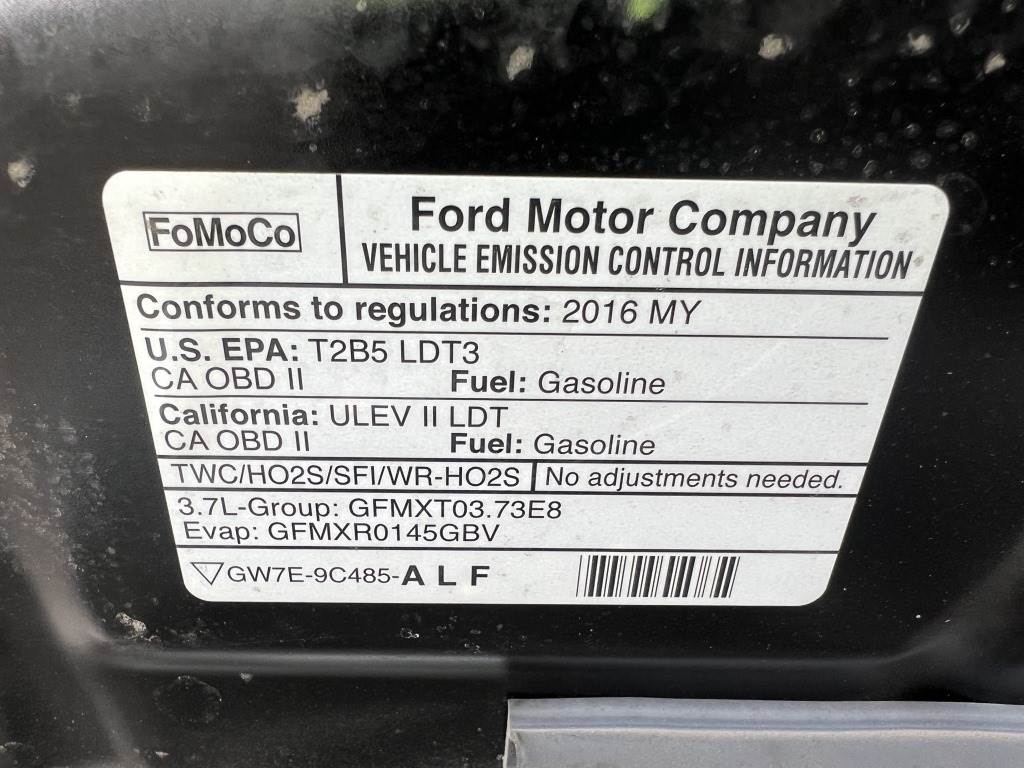 FoMoCo
Ford Motor Company
VEHICLE EMISSION CONTROL INFORMATION
Conforms to regulations: 2016 MY
U.S. EPA: T2B5 LDT3
CA OBD II Fuel: Gasoline
California: ULEV II LDT
CA OBD II Fuel: Gasoline
TWC/HO2S/SFI/WR-HO2S No adjustments needed.
3.7L-Group: GFMXT03.73E8
Evap: GFMXR0145GBV
GW7E-9C485-A L F